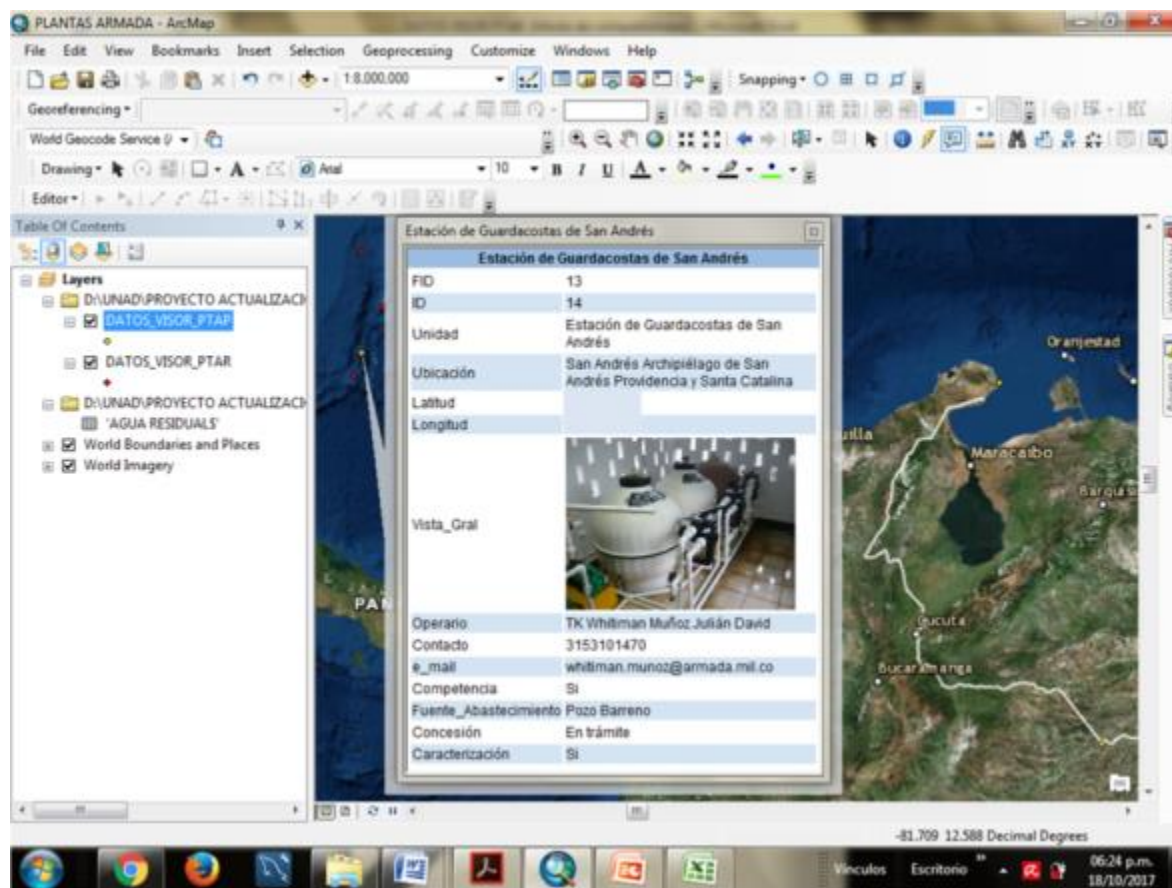 PLANTAS ARMADA - ArcMap
File Edit View Bookmarks Insert Selection Geoprocessing Customize Windows Help
1:8.000.000 Snapping
Georeferencing
World Geocode Service
Drawing A Arial 10 B I U A
Editor
Table Of Contents
Layers
D:\UNAD\PROYECTO ACTUALIZACI
DATOS_VISOR_PTAP
DATOS_VISOR_PTAR
D:\UNAD\PROYECTO ACTUALIZACI
'AGUA RESIDUAL$'
World Boundaries and Places
World Imagery
Estación de Guardacostas de San Andrés
Estación de Guardacostas de San Andrés
FID 13
ID 14
Unidad Estación de Guardacostas de San
Andrés
Ubicación San Andrés Archipiélago de San
Andrés Providencia y Santa Catalina
Latitud
Longitud
Vista_Gral
Operario TK Whitiman Muñoz Julián David
Contacto 3153101470
e_mail whitiman.munoz@armada.mil.co
Competencia Si
Fuente_Abastecimiento Pozo Barreno
Concesión En trámite
Caracterización Si
PAN
Oranjestad
uilla
Maracaibo
Barquisi
Cucuta
Bucaramanga
-81.709 12.588 Decimal Degrees
Vínculos Escritorio 06:24 p.m.
18/10/2017